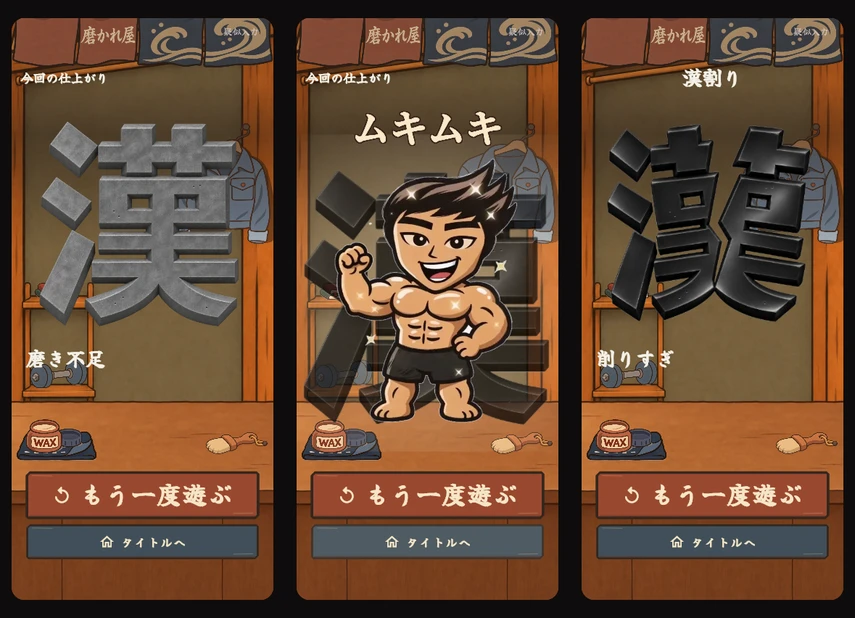 磨かれ屋
今回の仕上がり
漢
磨き不足
WAX
もう一度遊ぶ
タイトルへ
磨かれ屋
今回の仕上がり
ムキムキ
漢
WAX
もう一度遊ぶ
タイトルへ
磨かれ屋
漢割り
漢
削りすぎ
WAX
もう一度遊ぶ
タイトルへ